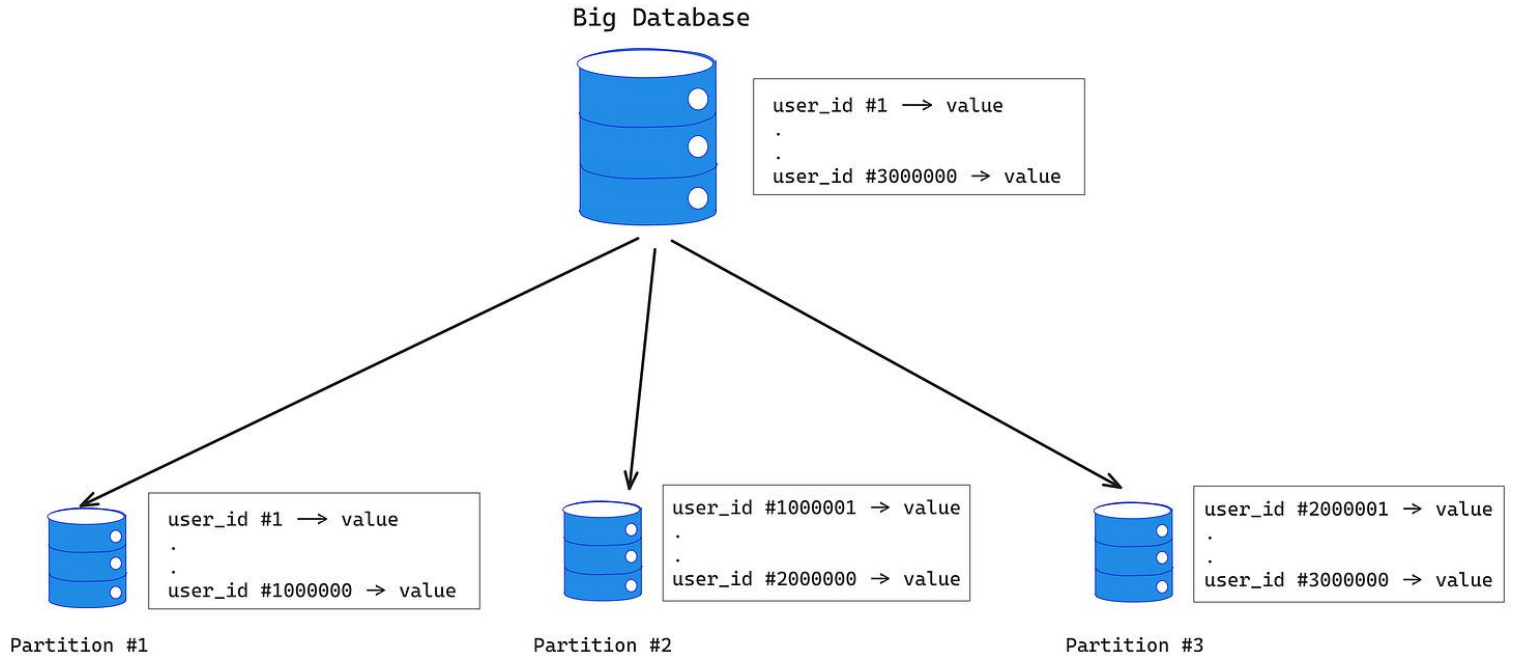 Big Database
user_id #1 → value
.
.
user_id #3000000 → value
user_id #1 → value
.
.
user_id #1000000 → value
Partition #1
user_id #1000001 → value
.
.
user_id #2000000 → value
Partition #2
user_id #2000001 → value
.
.
user_id #3000000 → value
Partition #3